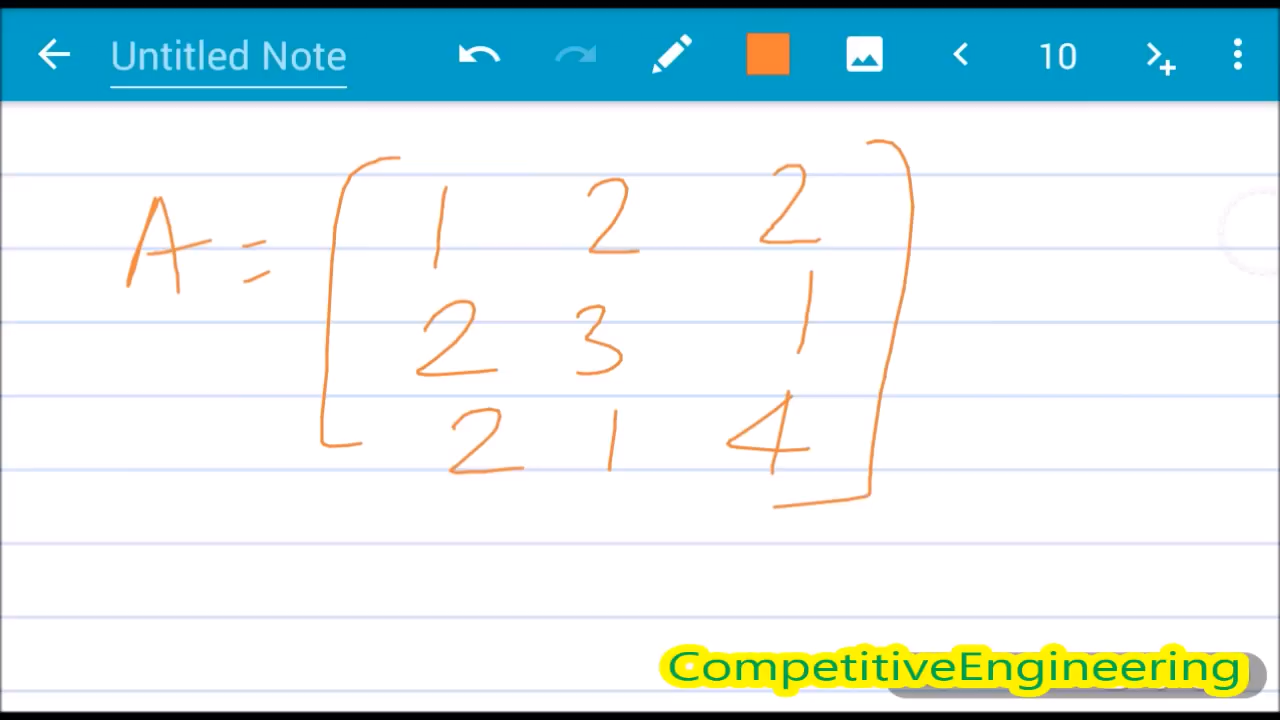 Untitled Note 10
A = [ 1 2 2
2 3 1
2 1 4 ]
CompetitiveEngineering